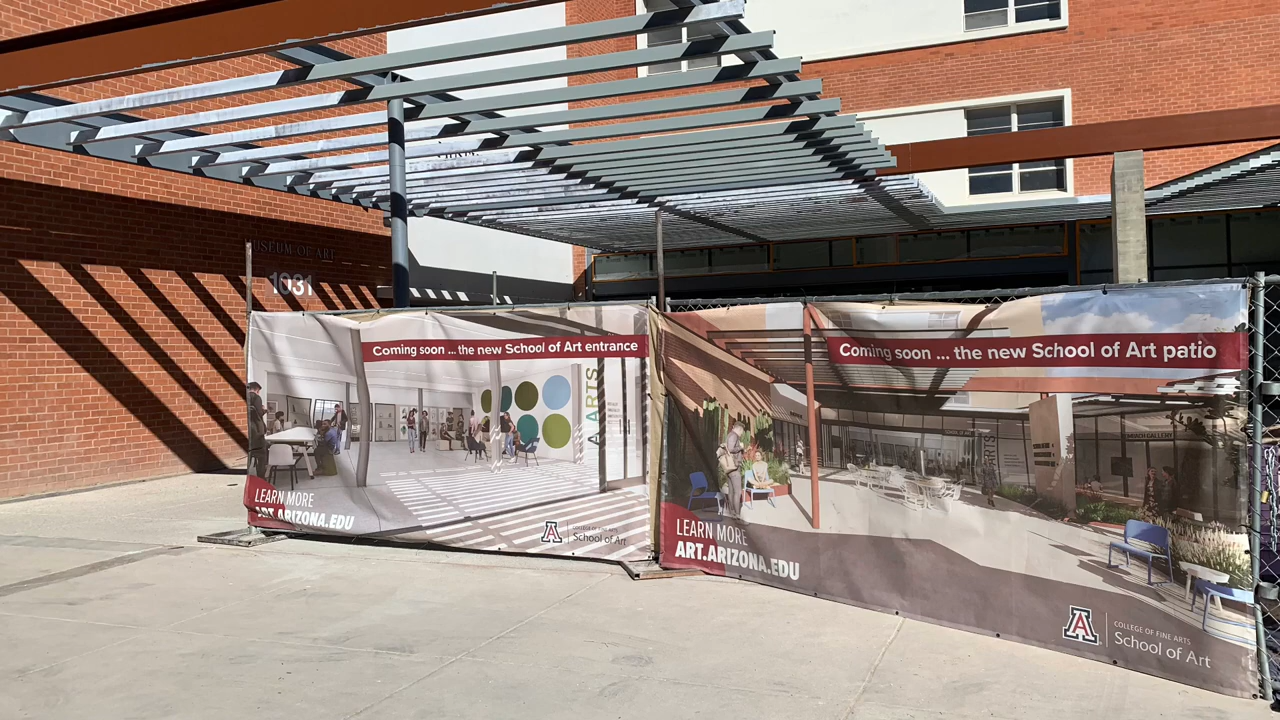 MUSEUM OF ART
1031
Coming soon ... the new School of Art entrance
ARTS
LEARN MORE
ART.ARIZONA.EDU
A
COLLEGE OF FINE ARTS
School of Art
Coming soon ... the new School of Art patio
ARTS
GALLERY
LEARN MORE
ART.ARIZONA.EDU
A
COLLEGE OF FINE ARTS
School of Art